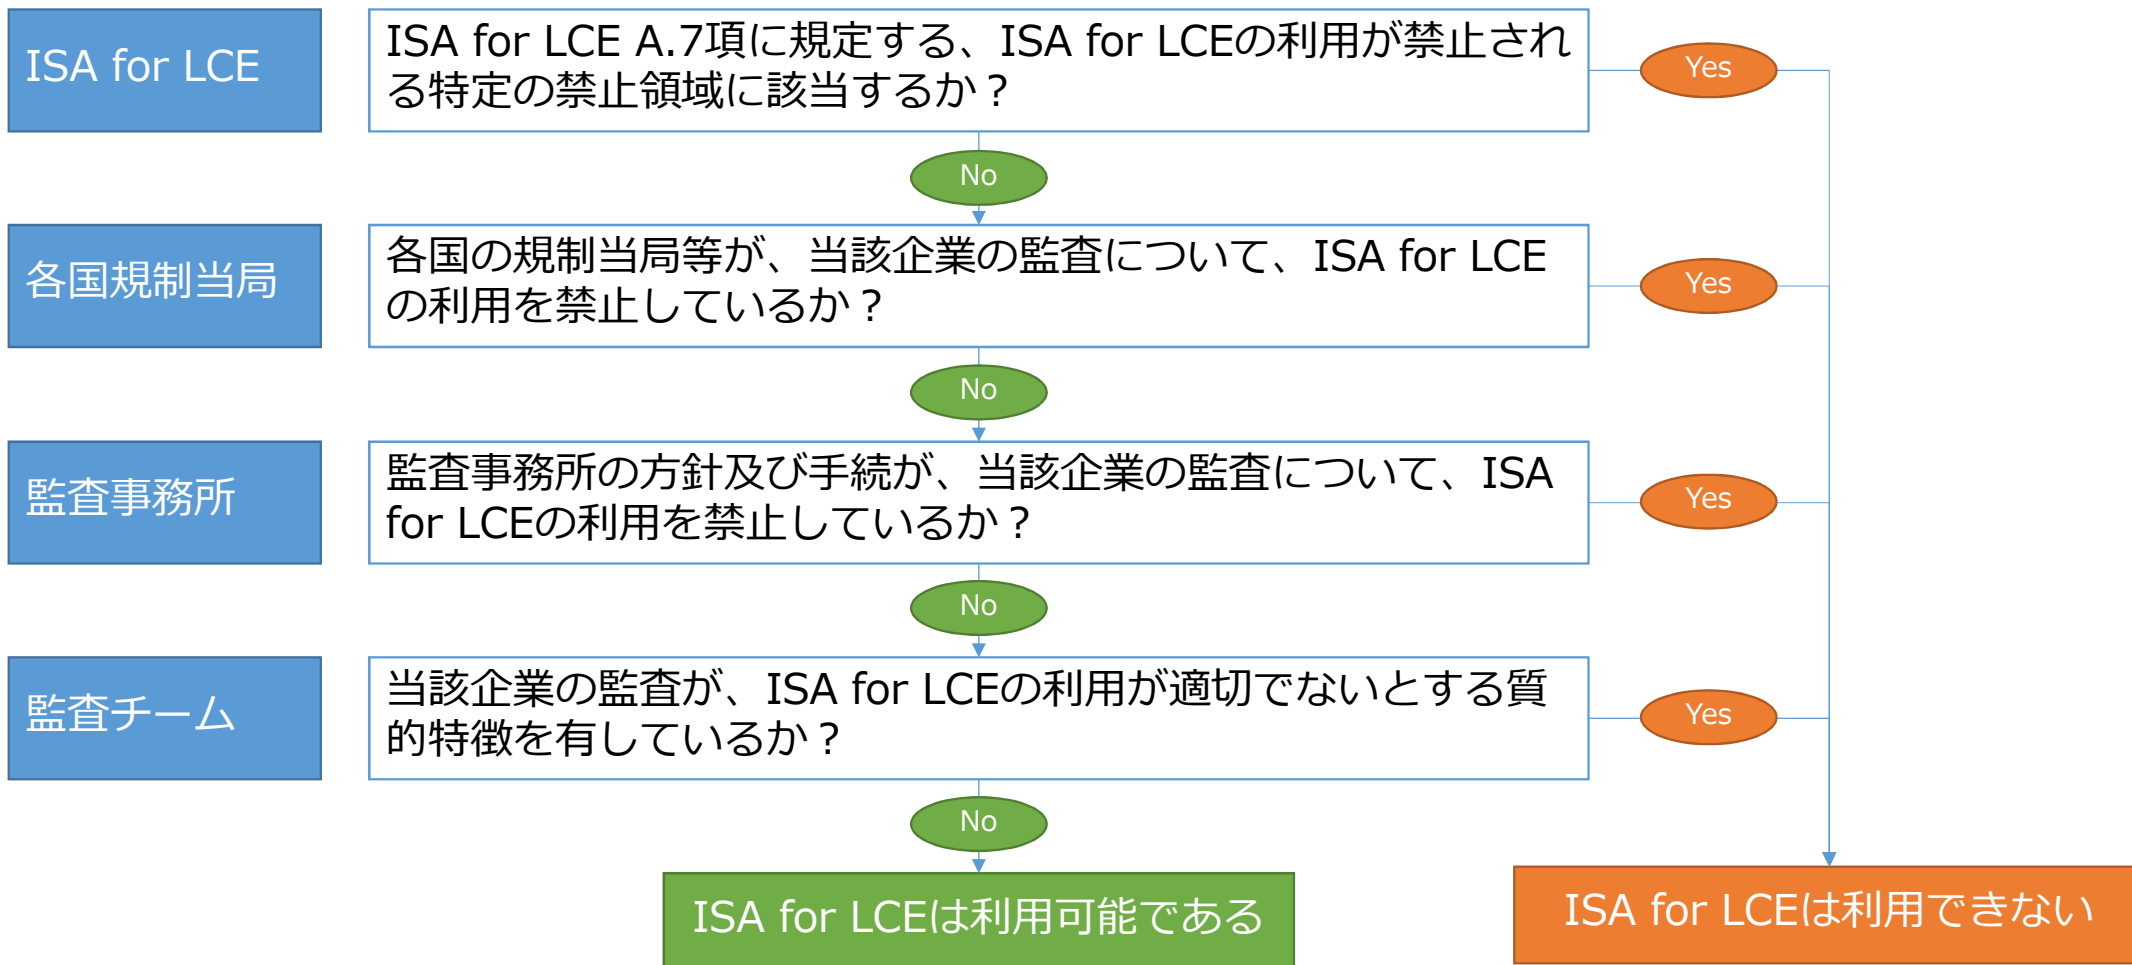 ISA for LCE
ISA for LCE A.7項に規定する、ISA for LCEの利用が禁止され
る特定の禁止領域に該当するか？
Yes
No
各国規制当局
各国の規制当局等が、当該企業の監査について、ISA for LCE
の利用を禁止しているか？
Yes
No
監査事務所
監査事務所の方針及び手続が、当該企業の監査について、ISA
for LCEの利用を禁止しているか？
Yes
No
監査チーム
当該企業の監査が、ISA for LCEの利用が適切でないとする質
的特徴を有しているか？
Yes
No
ISA for LCEは利用可能である
ISA for LCEは利用できない